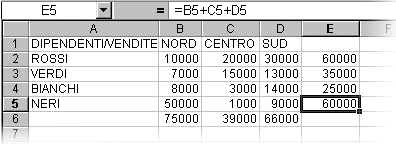 E5 = =B5+C5+D5
A B C D E F
1 DIPENDENTI/VENDITE NORD CENTRO SUD
2 ROSSI 10000 20000 30000 60000
3 VERDI 7000 15000 13000 35000
4 BIANCHI 8000 3000 14000 25000
5 NERI 50000 1000 9000 60000
6 75000 39000 66000
7